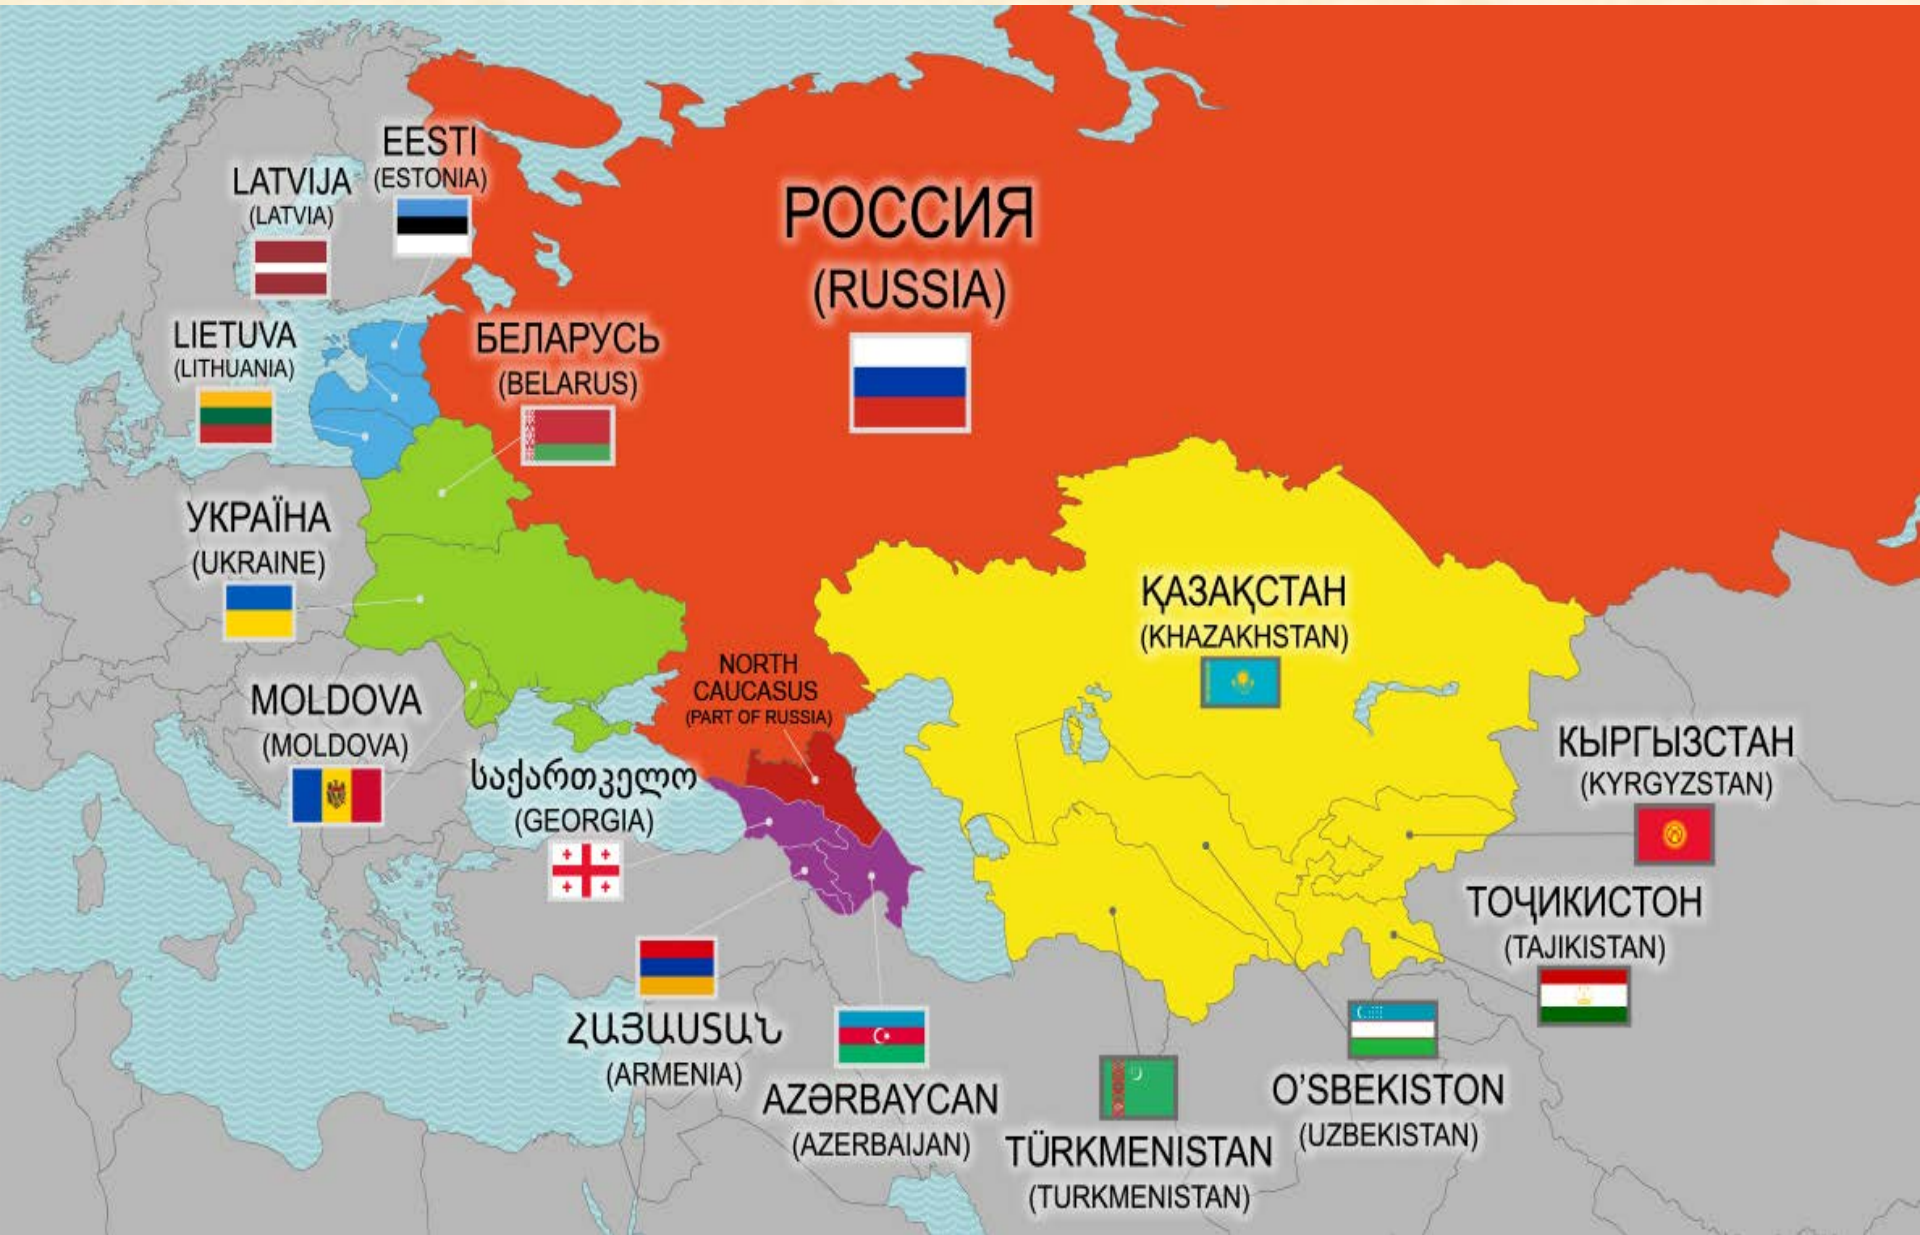 EESTI
(ESTONIA)
LATVIJA
(LATVIA)
РОССИЯ
(RUSSIA)
LIETUVA
(LITHUANIA)
БЕЛАРУСЬ
(BELARUS)
УКРАЇНА
(UKRAINE)
ҚАЗАҚСТАН
(KHAZAKHSTAN)
NORTH
CAUCASUS
(PART OF RUSSIA)
MOLDOVA
(MOLDOVA)
КЫРГЫЗСТАН
(KYRGYZSTAN)
საქართველო
(GEORGIA)
ТОҶИКИСТОН
(TAJIKISTAN)
ՀԱՅԱՍՏԱՆ
(ARMENIA)
AZƏRBAYCAN
(AZERBAIJAN)
O’SBEKISTON
(UZBEKISTAN)
TÜRKMENISTAN
(TURKMENISTAN)